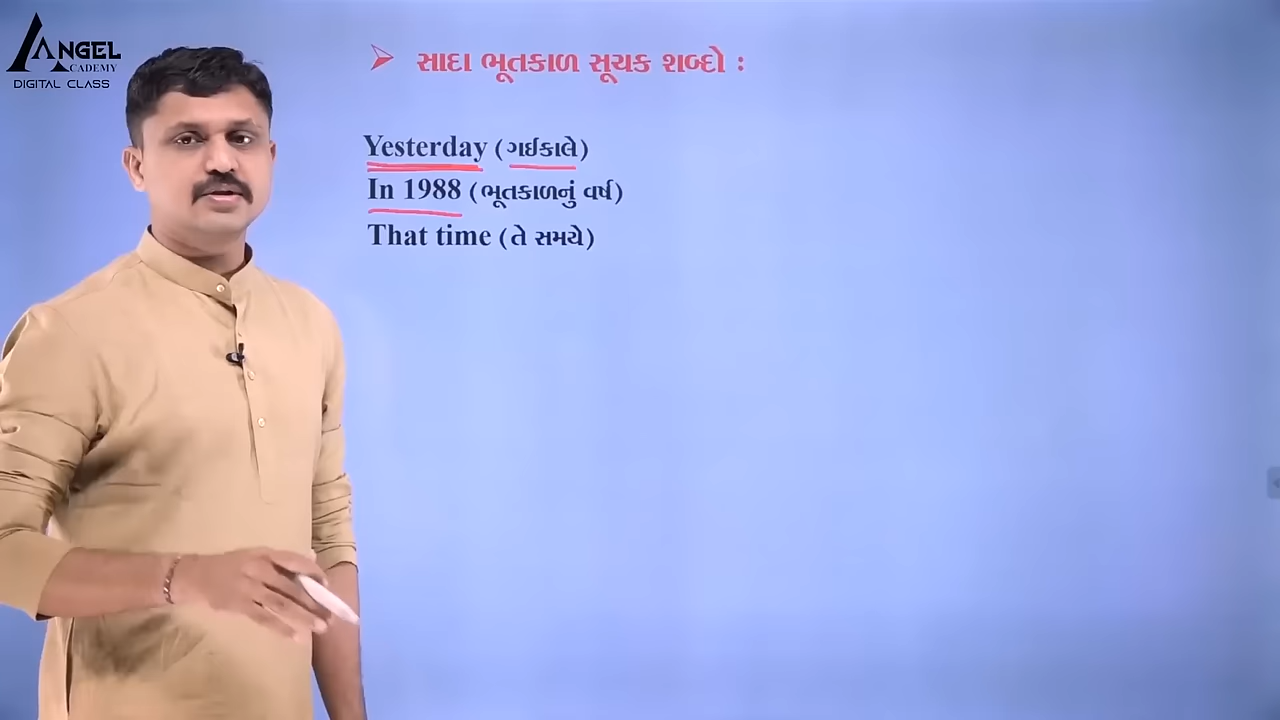 ANGEL
ACADEMY
DIGITAL CLASS
➢ સાદા ભૂતકાળ સૂચક શબ્દો :
Yesterday (ગઈકાલે)
In 1988 (ભૂતકાળનું વર્ષ)
That time (તે સમયે)